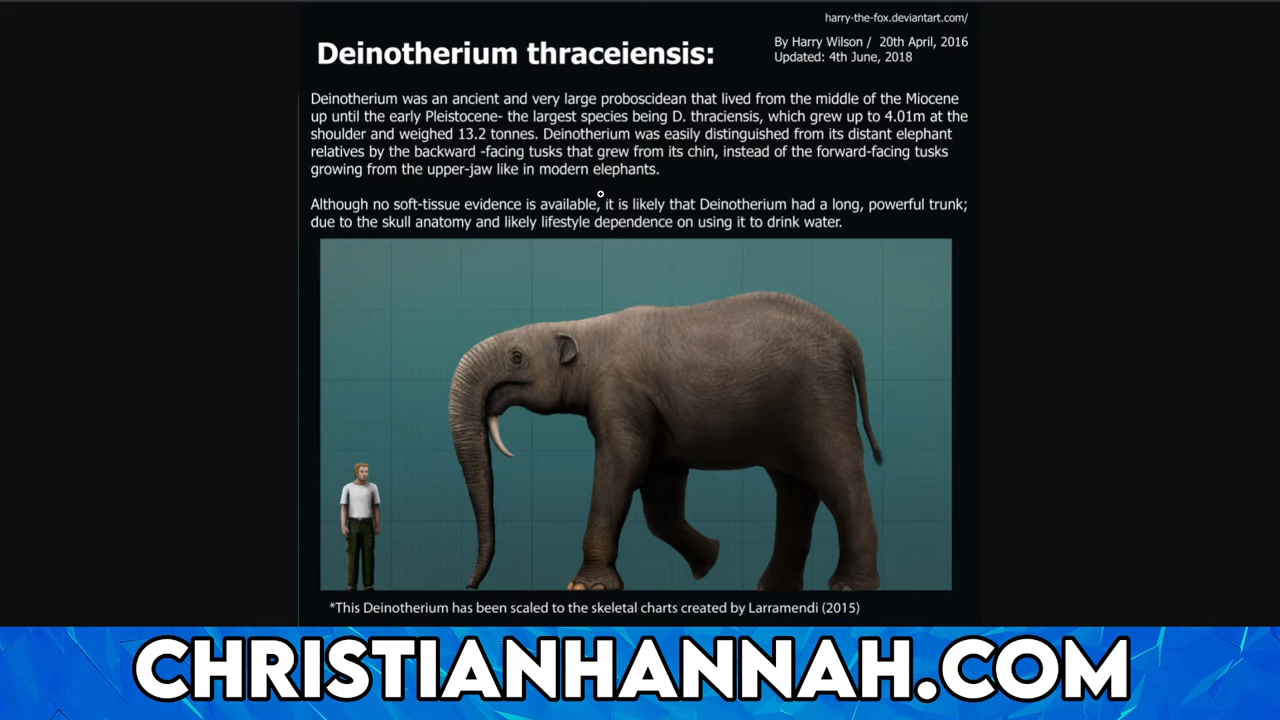 harry-the-fox.deviantart.com/
Deinotherium thraceiensis:
By Harry Wilson / 20th April, 2016
Updated: 4th June, 2018
Deinotherium was an ancient and very large proboscidean that lived from the middle of the Miocene
up until the early Pleistocene- the largest species being D. thraciensis, which grew up to 4.01m at the
shoulder and weighed 13.2 tonnes. Deinotherium was easily distinguished from its distant elephant
relatives by the backward -facing tusks that grew from its chin, instead of the forward-facing tusks
growing from the upper-jaw like in modern elephants.
Although no soft-tissue evidence is available, it is likely that Deinotherium had a long, powerful trunk;
due to the skull anatomy and likely lifestyle dependence on using it to drink water.
*This Deinotherium has been scaled to the skeletal charts created by Larramendi (2015)
CHRISTIANHANNAH.COM